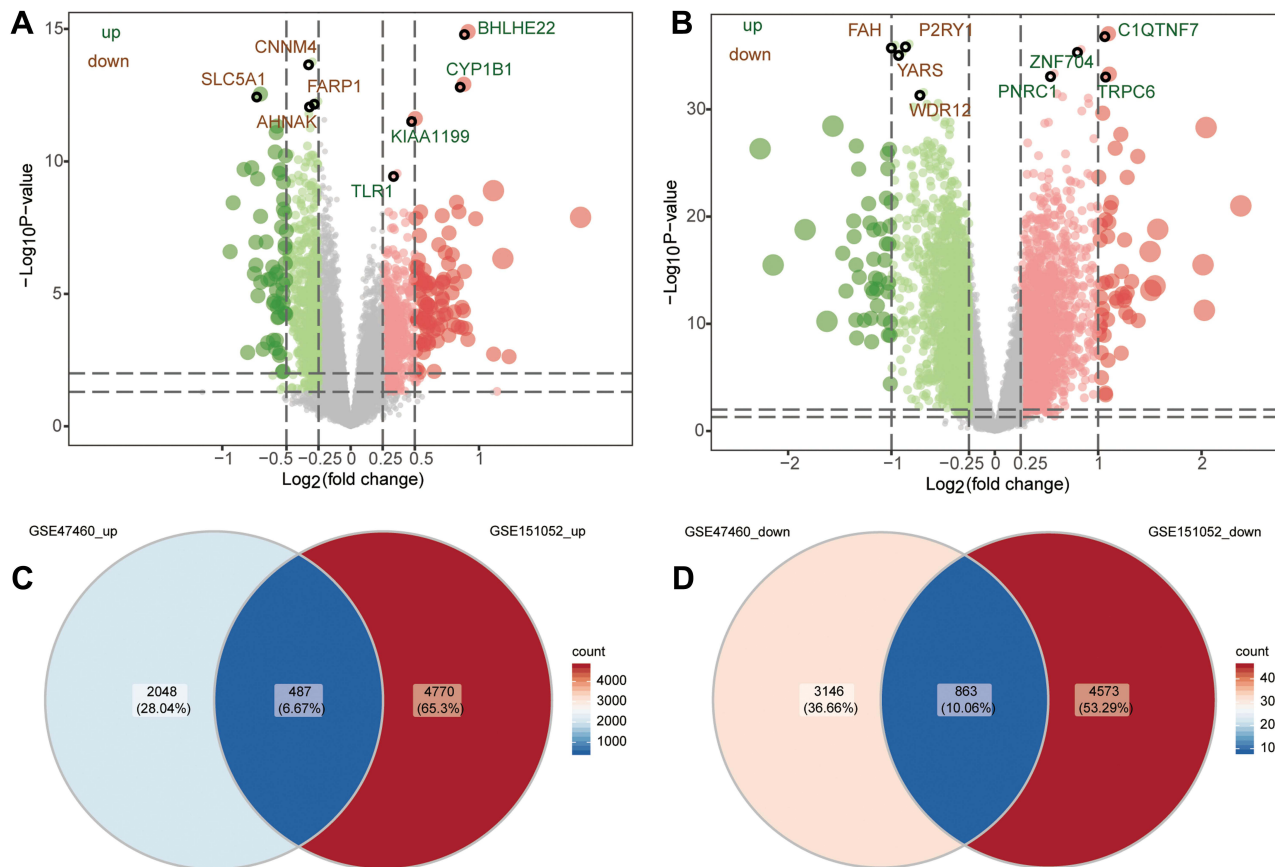 A
up
down
BHLHE22
CNNM4
CYP1B1
SLC5A1
FARP1
AHNAK
KIAA1199
TLR1
15
10
5
0
−Log10P−value
−1
−0.5
−0.25
0
0.25
0.5
1
Log2(fold change)
B
up
down
FAH
P2RY1
C1QTNF7
YARS
ZNF704
PNRC1
TRPC6
WDR12
30
20
10
0
−Log10P−value
−2
−1
−0.25
0
0.25
1
2
Log2(fold change)
C
GSE47460_up
GSE151052_up
2048
(28.04%)
487
(6.67%)
4770
(65.3%)
count
4000
3000
2000
1000
D
GSE47460_down
GSE151052_down
3146
(36.66%)
863
(10.06%)
4573
(53.29%)
count
40
30
20
10